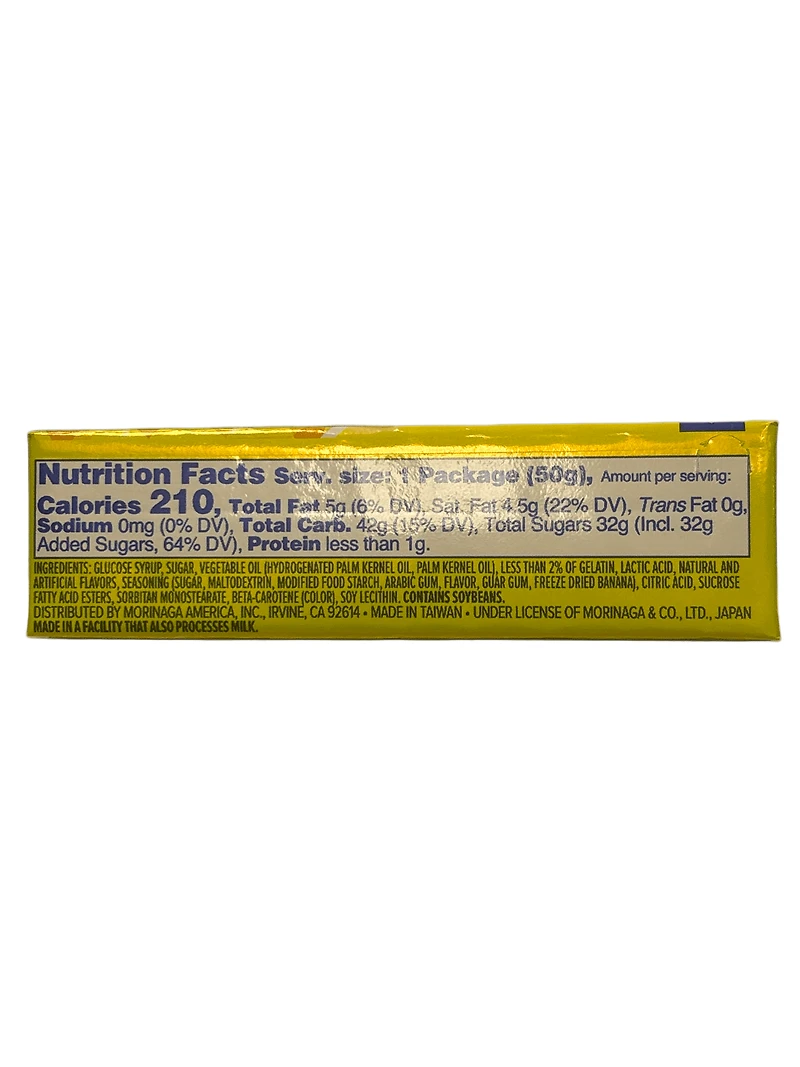 Nutrition Facts Serv. size: 1 Package (50g), Amount per serving:
Calories 210, Total Fat 5g (6% DV), Sat. Fat 4.5g (22% DV), Trans Fat 0g,
Sodium 0mg (0% DV), Total Carb. 42g (15% DV), Total Sugars 32g (Incl. 32g
Added Sugars, 64% DV), Protein less than 1g.
INGREDIENTS: GLUCOSE SYRUP, SUGAR, VEGETABLE OIL (HYDROGENATED PALM KERNEL OIL, PALM KERNEL OIL), LESS THAN 2% OF GELATIN, LACTIC ACID, NATURAL AND
ARTIFICIAL FLAVORS, SEASONING (SUGAR, MALTODEXTRIN, MODIFIED FOOD STARCH, ARABIC GUM, FLAVOR, GUAR GUM, FREEZE DRIED BANANA), CITRIC ACID, SUCROSE
FATTY ACID ESTERS, SORBITAN MONOSTEARATE, BETA-CAROTENE (COLOR), SOY LECITHIN. CONTAINS SOYBEANS.
DISTRIBUTED BY MORINAGA AMERICA, INC., IRVINE, CA 92614 • MADE IN TAIWAN • UNDER LICENSE OF MORINAGA & CO., LTD., JAPAN
MADE IN A FACILITY THAT ALSO PROCESSES MILK.